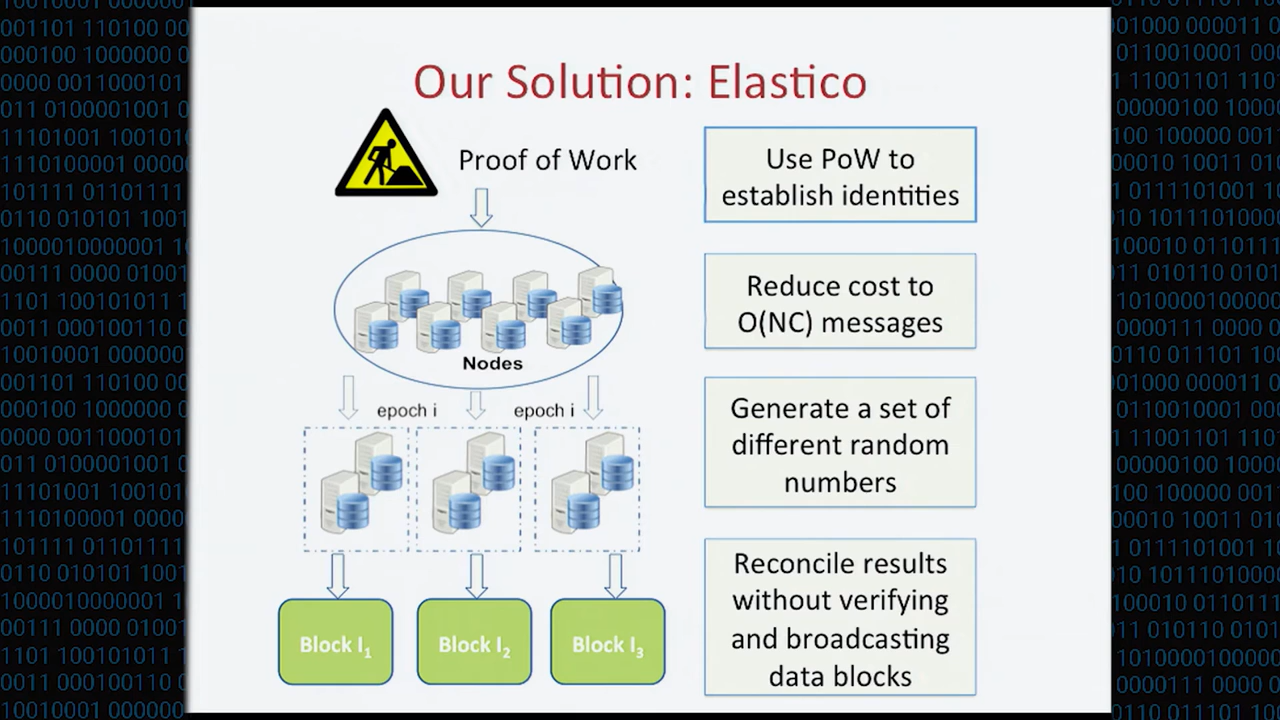 Our Solution: Elastico
Proof of Work
Nodes
epoch i
epoch i
Block I1
Block I2
Block I3
Use PoW to
establish identities
Reduce cost to
O(NC) messages
Generate a set of
different random
numbers
Reconcile results
without verifying
and broadcasting
data blocks